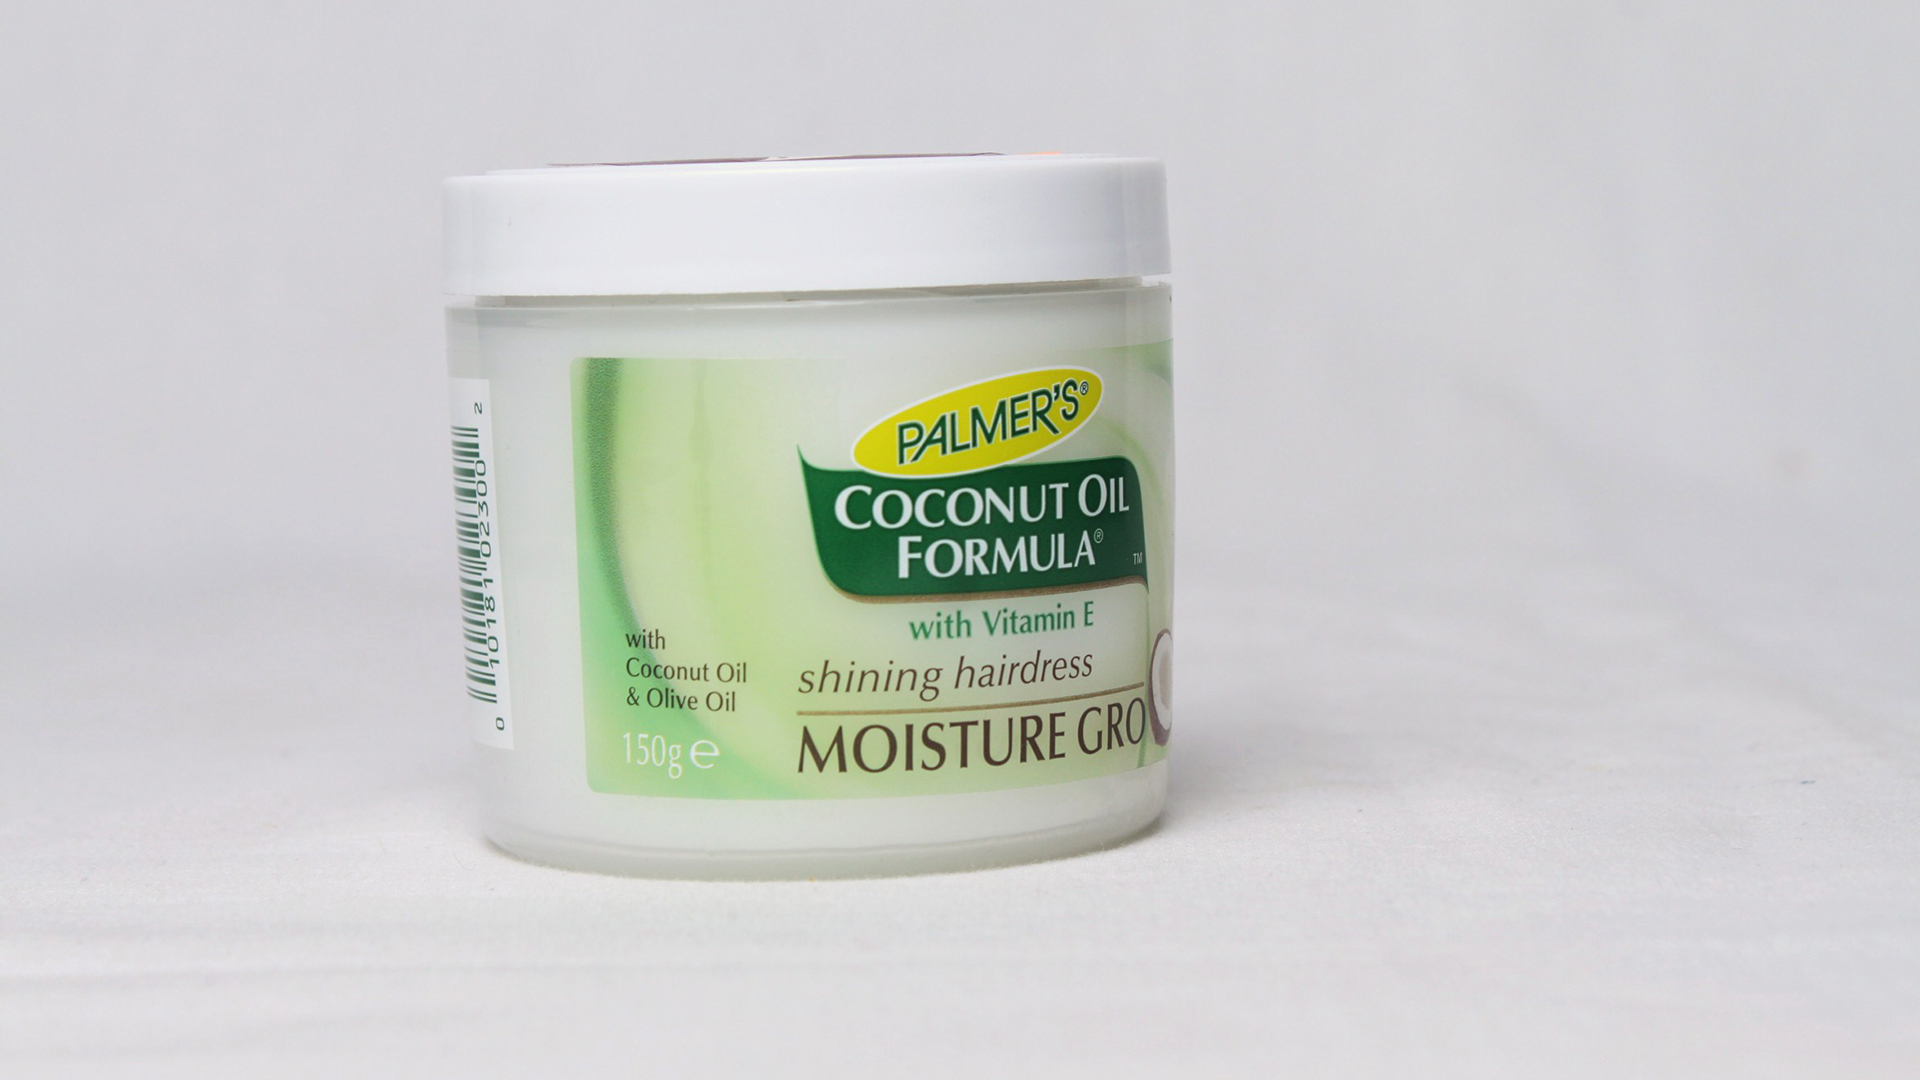 PALMER'S®
COCONUT OIL
FORMULA®
TM
with Vitamin E
shining hairdress
MOISTURE GRO
with
Coconut Oil
& Olive Oil
150g ℮
0 10181 02300 2